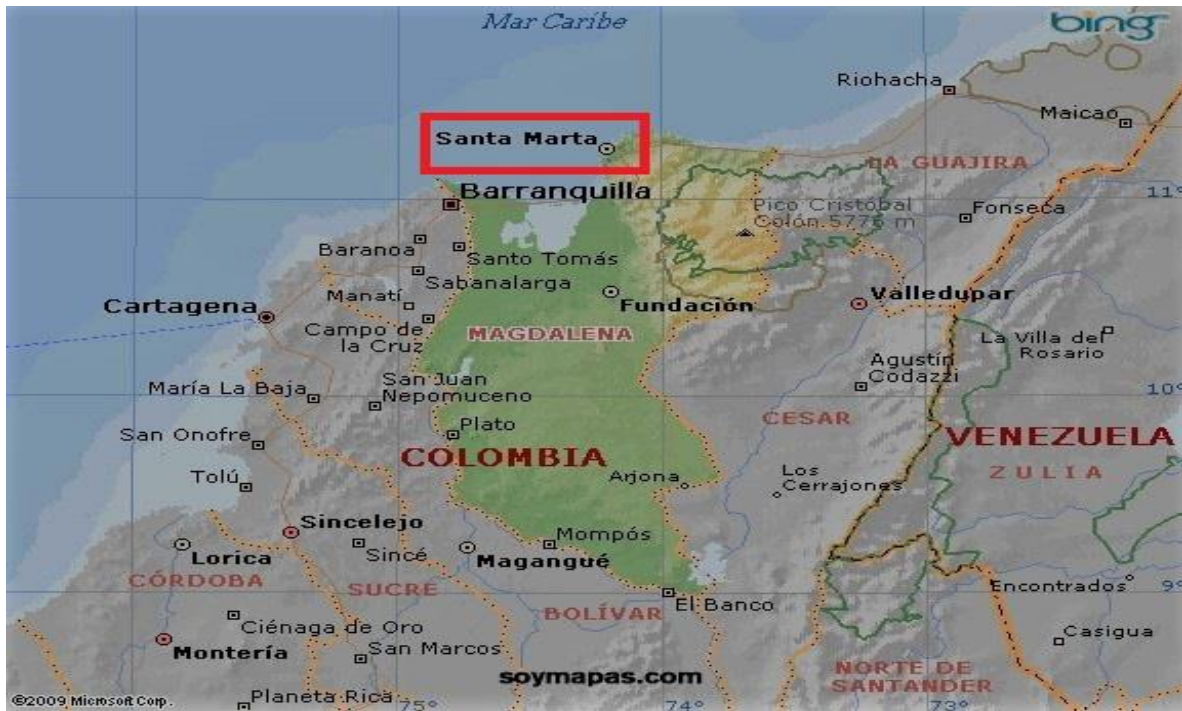 Mar Caribe
bing
Riohacha
Maicao
Santa Marta
LA GUAJIRA
Barranquilla
11°
Pico Cristóbal
Colón 5775 m
Fonseca
Baranoa
Santo Tomás
Sabanalarga
Manatí
Fundación
Valledupar
Cartagena
Campo de
la Cruz
MAGDALENA
La Villa del
Rosario
Agustín
Codazzi
San Juan
Nepomuceno
María La Baja
10°
CESAR
Plato
San Onofre
VENEZUELA
COLOMBIA
ZULIA
Tolú
Arjona
Los
Cerrajones
Sincelejo
Mompós
Lorica
Sincé
Magangué
CÓRDOBA
SUCRE
9°
Encontrados
BOLÍVAR
El Banco
Ciénaga de Oro
Casigua
Montería
San Marcos
soymapas.com
NORTE DE
SANTANDER
Planeta Rica
©2009 Microsoft Corp.
75°
74°
73°